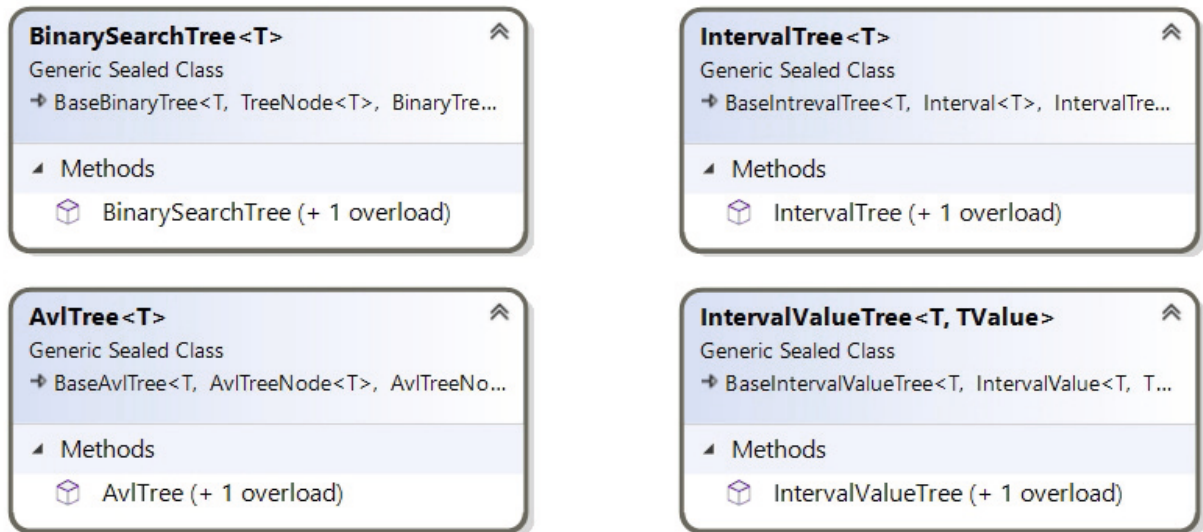 BinarySearchTree<T>
Generic Sealed Class
BaseBinaryTree<T, TreeNode<T>, BinaryTre...
Methods
BinarySearchTree (+ 1 overload)
IntervalTree<T>
Generic Sealed Class
BaseIntrevalTree<T, Interval<T>, IntervalTre...
Methods
IntervalTree (+ 1 overload)
AvlTree<T>
Generic Sealed Class
BaseAvlTree<T, AvlTreeNode<T>, AvlTreeNo...
Methods
AvlTree (+ 1 overload)
IntervalValueTree<T, TValue>
Generic Sealed Class
BaseIntervalValueTree<T, IntervalValue<T, T...
Methods
IntervalValueTree (+ 1 overload)